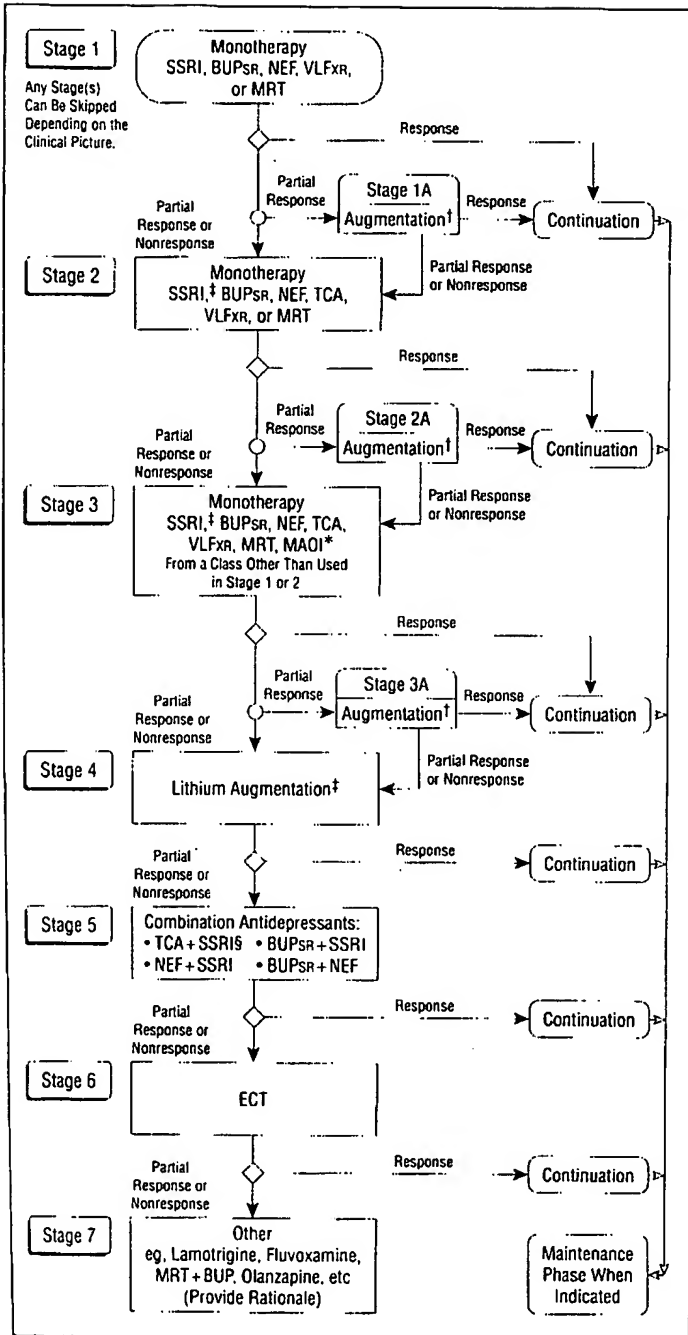 Stage 1
Any Stage(s)
Can Be Skipped
Depending on the
Clinical Picture.
Monotherapy
SSRI, BUPSR, NEF, VLFXR,
or MRT
Response
Partial
Response
Stage 1A
Augmentation†
Response
Continuation
Partial
Response or
Nonresponse
Partial Response
or Nonresponse
Stage 2
Monotherapy
SSRI,‡ BUPSR, NEF, TCA,
VLFXR, or MRT
Response
Partial
Response
Stage 2A
Augmentation†
Response
Continuation
Partial
Response or
Nonresponse
Partial Response
or Nonresponse
Stage 3
Monotherapy
SSRI,‡ BUPSR, NEF, TCA,
VLFXR, MRT, MAOI*
From a Class Other Than Used
in Stage 1 or 2
Response
Partial
Response
Stage 3A
Augmentation†
Response
Continuation
Partial
Response or
Nonresponse
Partial Response
or Nonresponse
Stage 4
Lithium Augmentation‡
Partial
Response or
Nonresponse
Response
Continuation
Stage 5
Combination Antidepressants:
• TCA + SSRI§ • BUPSR + SSRI
• NEF + SSRI • BUPSR + NEF
Partial
Response or
Nonresponse
Response
Continuation
Stage 6
ECT
Partial
Response or
Nonresponse
Response
Continuation
Stage 7
Other
eg, Lamotrigine, Fluvoxamine,
MRT + BUP, Olanzapine, etc
(Provide Rationale)
Maintenance
Phase When
Indicated